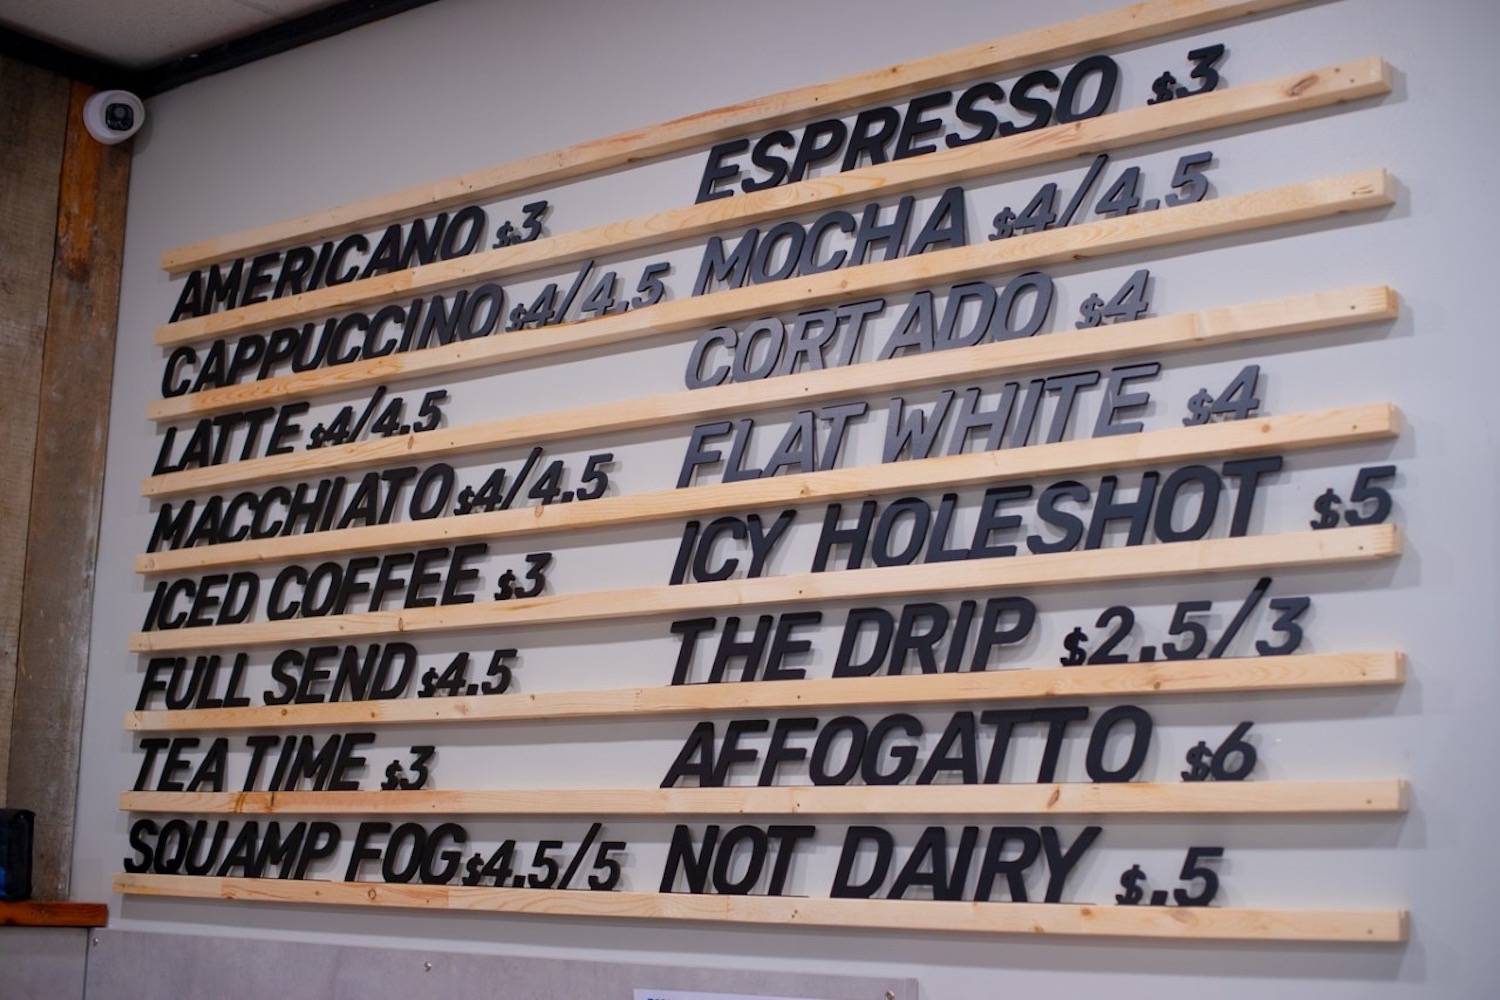 AMERICANO $3
CAPPUCCINO $4/4.5
LATTE $4/4.5
MACCHIATO $4/4.5
ICED COFFEE $3
FULL SEND $4.5
TEA TIME $3
SQUAMP FOG $4.5/5
ESPRESSO $3
MOCHA $4/4.5
CORTADO $4
FLAT WHITE $4
ICY HOLESHOT $5
THE DRIP $2.5/3
AFFOGATTO $6
NOT DAIRY $.5